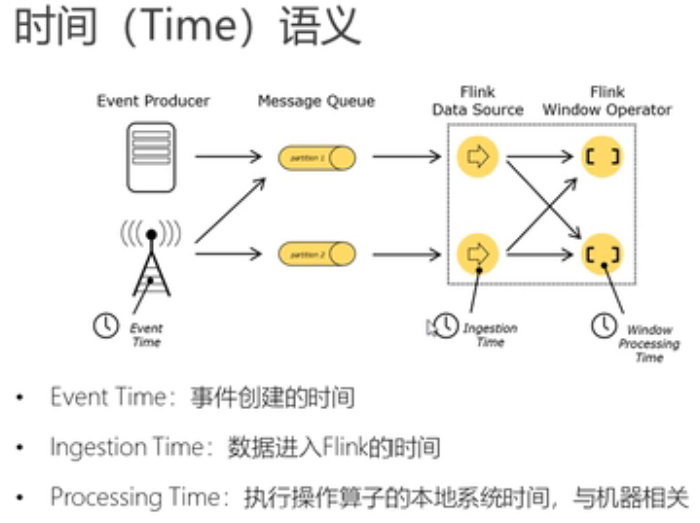 时间（Time）语义
Event Producer
Message Queue
Flink
Data Source
Flink
Window Operator
partition 1
partition 2
Event
Time
Ingestion
Time
Window
Processing
Time
• Event Time：事件创建的时间
• Ingestion Time：数据进入Flink的时间
• Processing Time：执行操作算子的本地系统时间，与机器相关